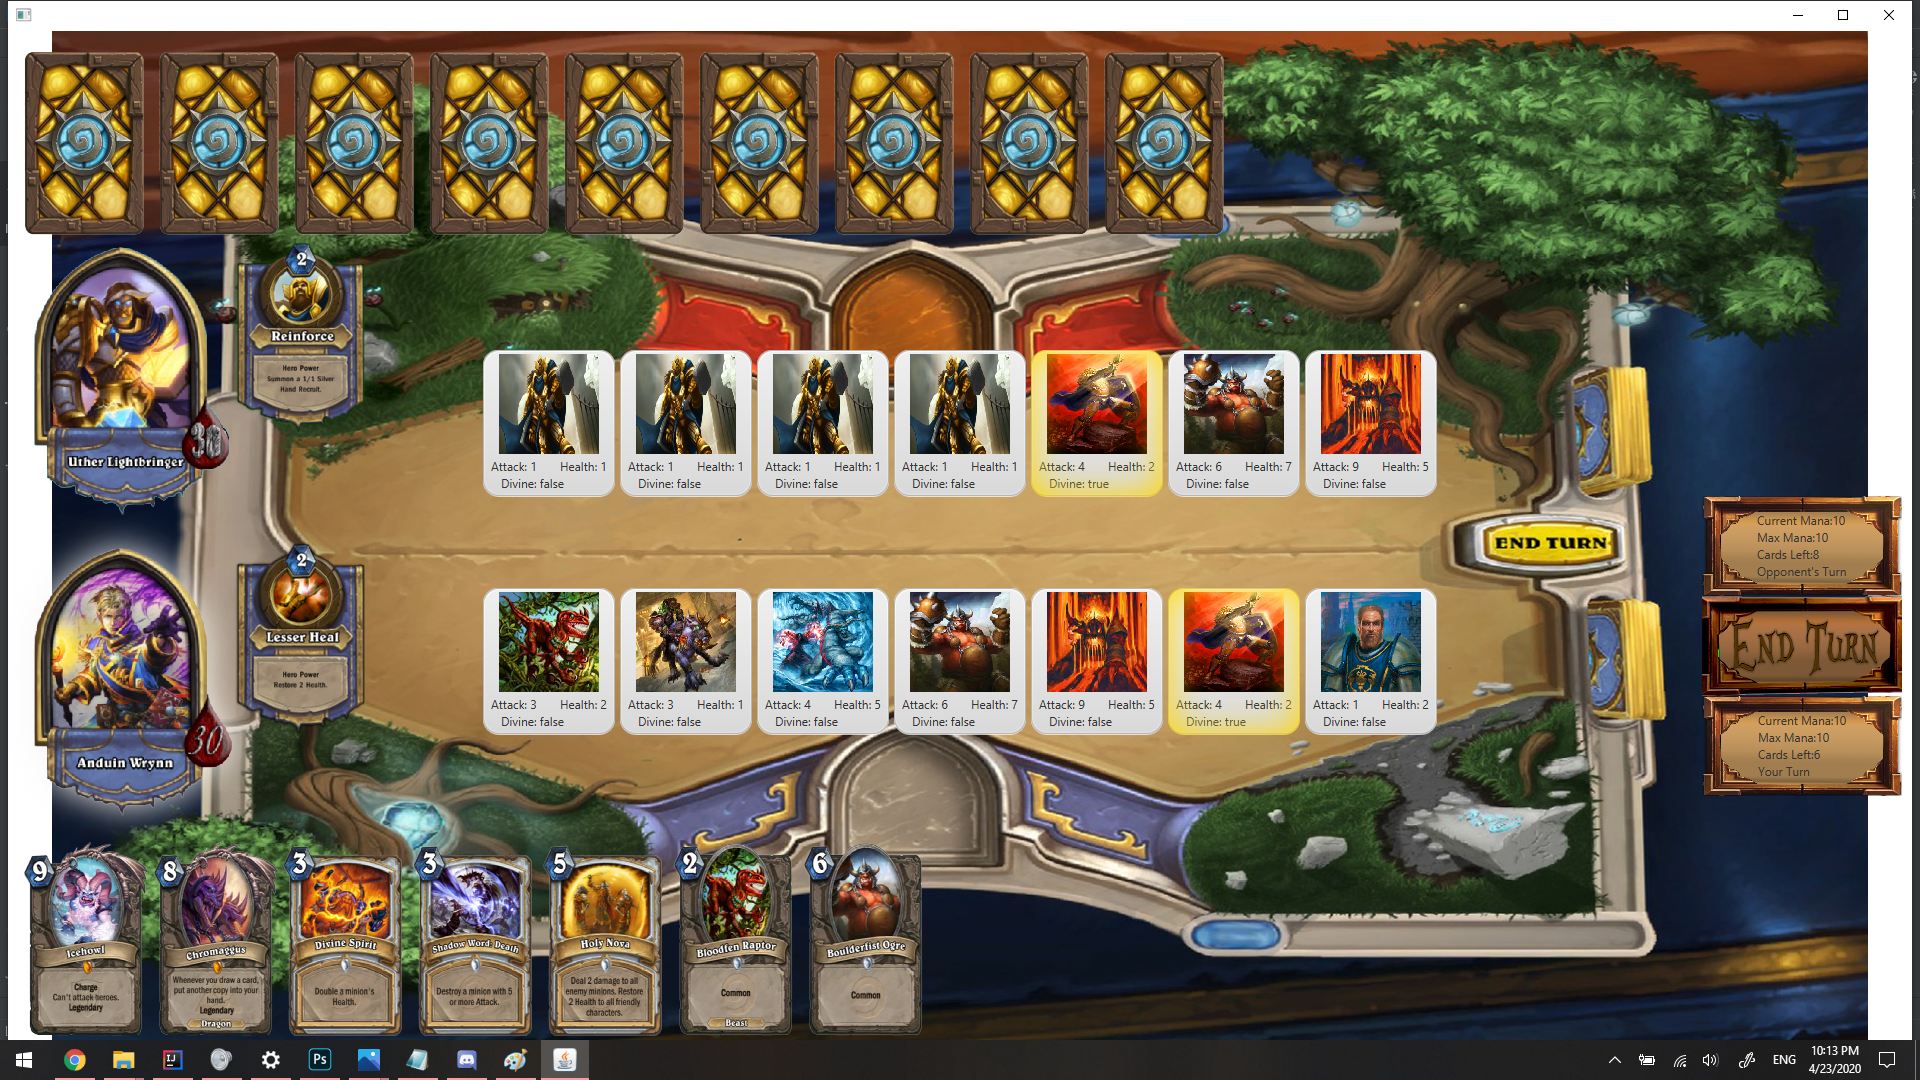 2
Reinforce
Hero Power
Summon a 1/1 Silver
Hand Recruit.
30
Uther Lightbringer
Attack: 1 Health: 1
Divine: false
Attack: 1 Health: 1
Divine: false
Attack: 1 Health: 1
Divine: false
Attack: 1 Health: 1
Divine: false
Attack: 4 Health: 2
Divine: true
Attack: 6 Health: 7
Divine: false
Attack: 9 Health: 5
Divine: false
END TURN
Current Mana:10
Max Mana:10
Cards Left:8
Opponent's Turn
End Turn
Current Mana:10
Max Mana:10
Cards Left:6
Your Turn
2
Lesser Heal
Hero Power
Restore 2 Health.
30
Anduin Wrynn
Attack: 3 Health: 2
Divine: false
Attack: 3 Health: 1
Divine: false
Attack: 4 Health: 5
Divine: false
Attack: 6 Health: 7
Divine: false
Attack: 9 Health: 5
Divine: false
Attack: 4 Health: 2
Divine: true
Attack: 1 Health: 2
Divine: false
9
Icehowl
Charge
Can't attack heroes.
Legendary
8
Chromaggus
Whenever you draw a card,
put another copy into your
hand.
Legendary
Dragon
3
Divine Spirit
Double a minion's
Health.
3
Shadow Word: Death
Destroy a minion with 5
or more Attack.
5
Holy Nova
Deal 2 damage to all
enemy minions. Restore
2 Health to all friendly
characters.
2
Bloodfen Raptor
Common
Beast
6
Boulderfist Ogre
Common
IJ
Ps
ENG
10:13 PM
4/23/2020